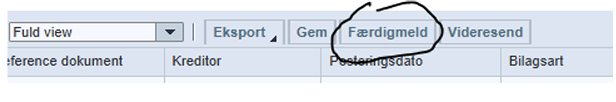 Fuld view Eksport Gem Færdigmeld Videresend
eference dokument Kreditor Posteringsdato Bilagsart